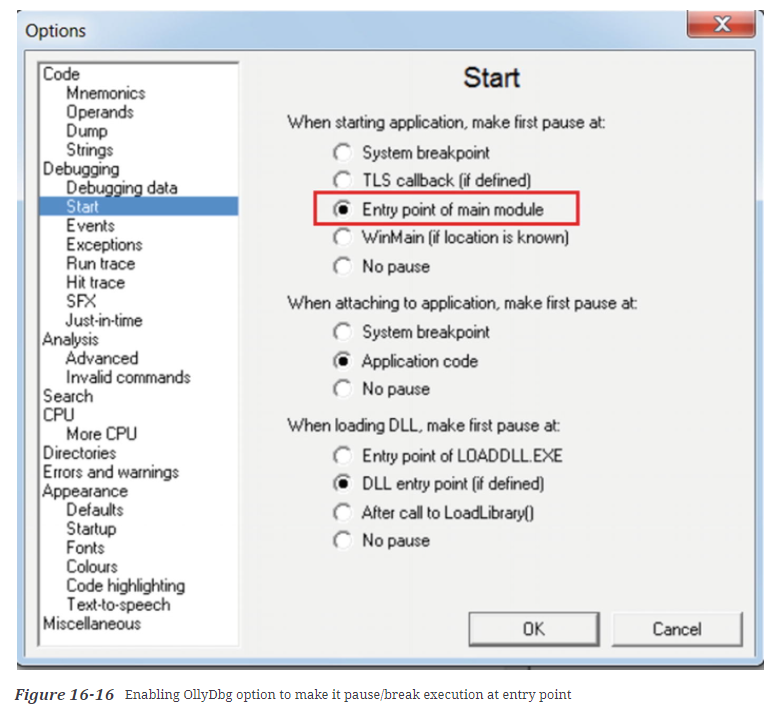 Options
Code
Mnemonics
Operands
Dump
Strings
Debugging
Debugging data
Start
Events
Exceptions
Run trace
Hit trace
SFX
Just-in-time
Analysis
Advanced
Invalid commands
Search
CPU
More CPU
Directories
Errors and warnings
Appearance
Defaults
Startup
Fonts
Colours
Code highlighting
Text-to-speech
Miscellaneous
Start
When starting application, make first pause at:
System breakpoint
TLS callback (if defined)
Entry point of main module
WinMain (if location is known)
No pause
When attaching to application, make first pause at:
System breakpoint
Application code
No pause
When loading DLL, make first pause at:
Entry point of LOADDLL.EXE
DLL entry point (if defined)
After call to LoadLibrary()
No pause
OK
Cancel
Figure 16-16 Enabling OllyDbg option to make it pause/break execution at entry point